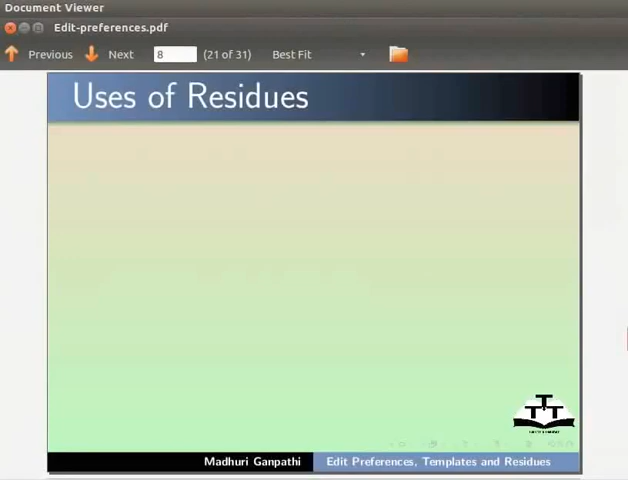 Document Viewer
Edit-preferences.pdf
Previous Next 8 (21 of 31) Best Fit
Uses of Residues
TTT
Madhuri Ganpathi Edit Preferences, Templates and Residues